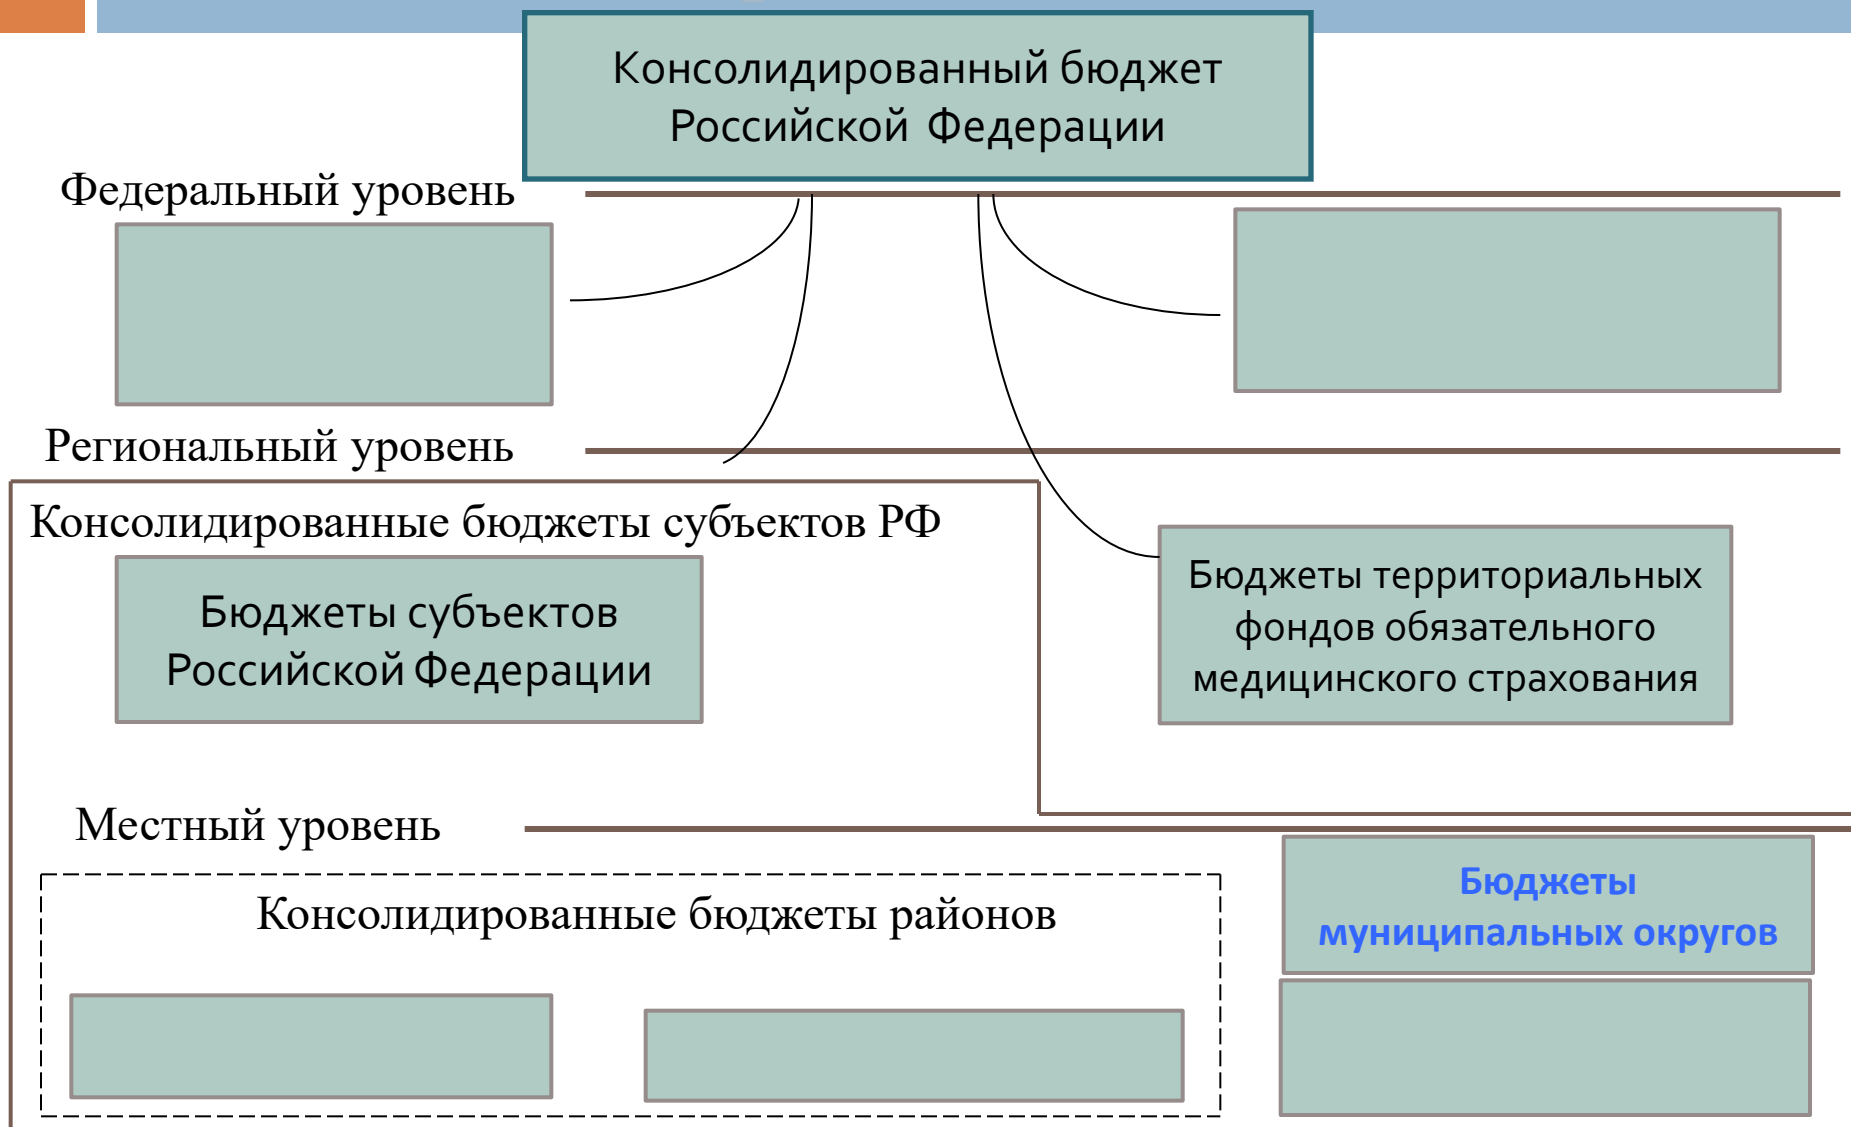 Консолидированный бюджет
Российской Федерации
Федеральный уровень
Региональный уровень
Консолидированные бюджеты субъектов РФ
Бюджеты субъектов
Российской Федерации
Бюджеты территориальных
фондов обязательного
медицинского страхования
Местный уровень
Консолидированные бюджеты районов
Бюджеты
муниципальных округов